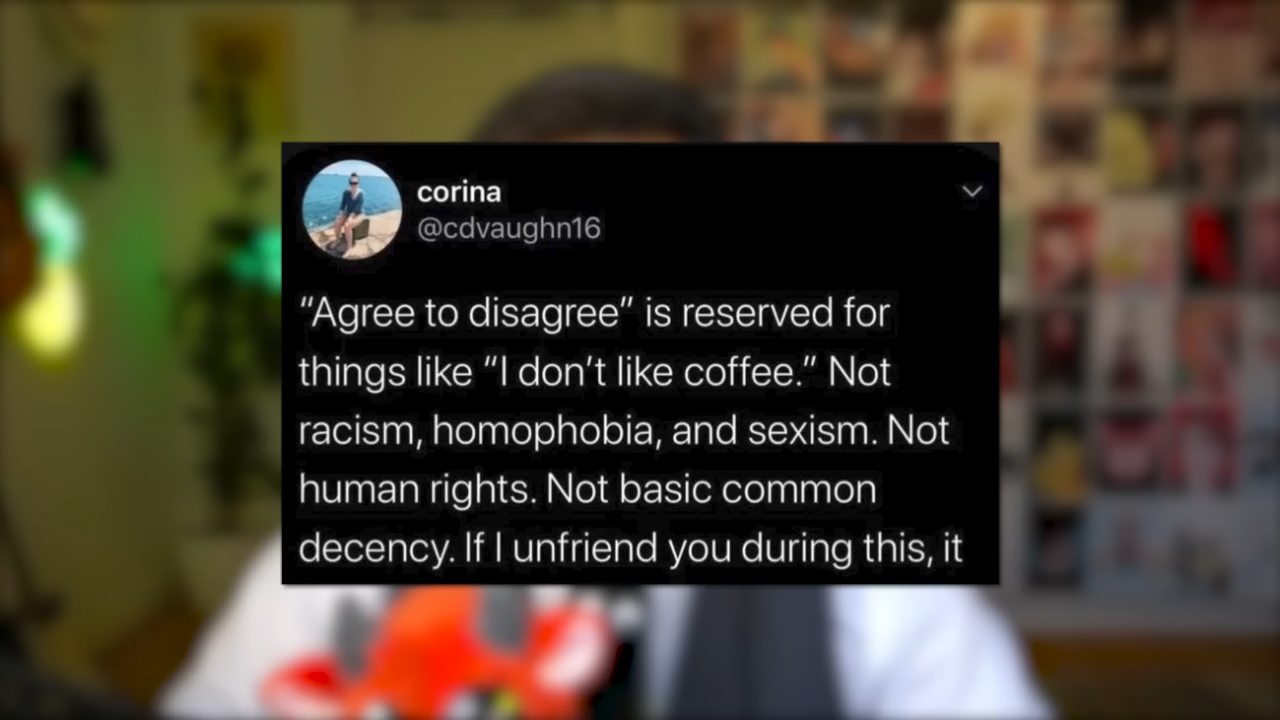 corina
@cdvaughn16
“Agree to disagree” is reserved for
things like “I don’t like coffee.” Not
racism, homophobia, and sexism. Not
human rights. Not basic common
decency. If I unfriend you during this, it